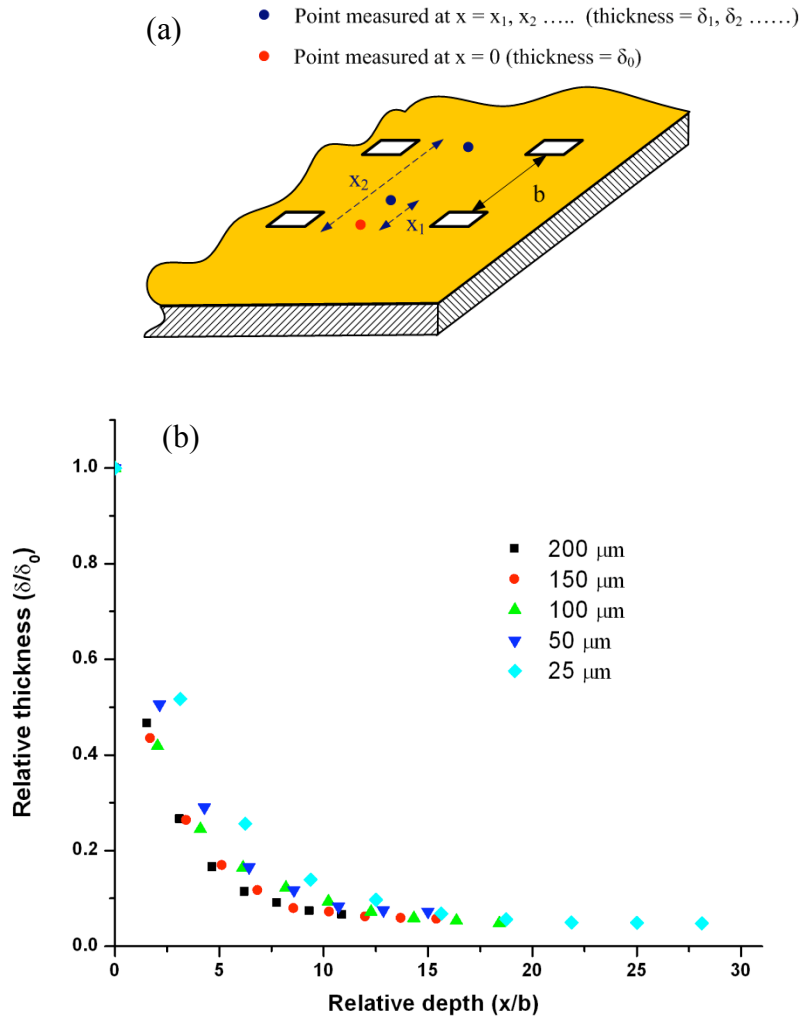 (a)
Point measured at x = x₁, x₂ ..... (thickness = δ₁, δ₂ ......)
Point measured at x = 0 (thickness = δ₀)
x₂
b
x₁
(b)
1.0
0.8
0.6
0.4
0.2
0.0
Relative thickness (δ/δ₀)
200 μm
150 μm
100 μm
50 μm
25 μm
0 5 10 15 20 25 30
Relative depth (x/b)